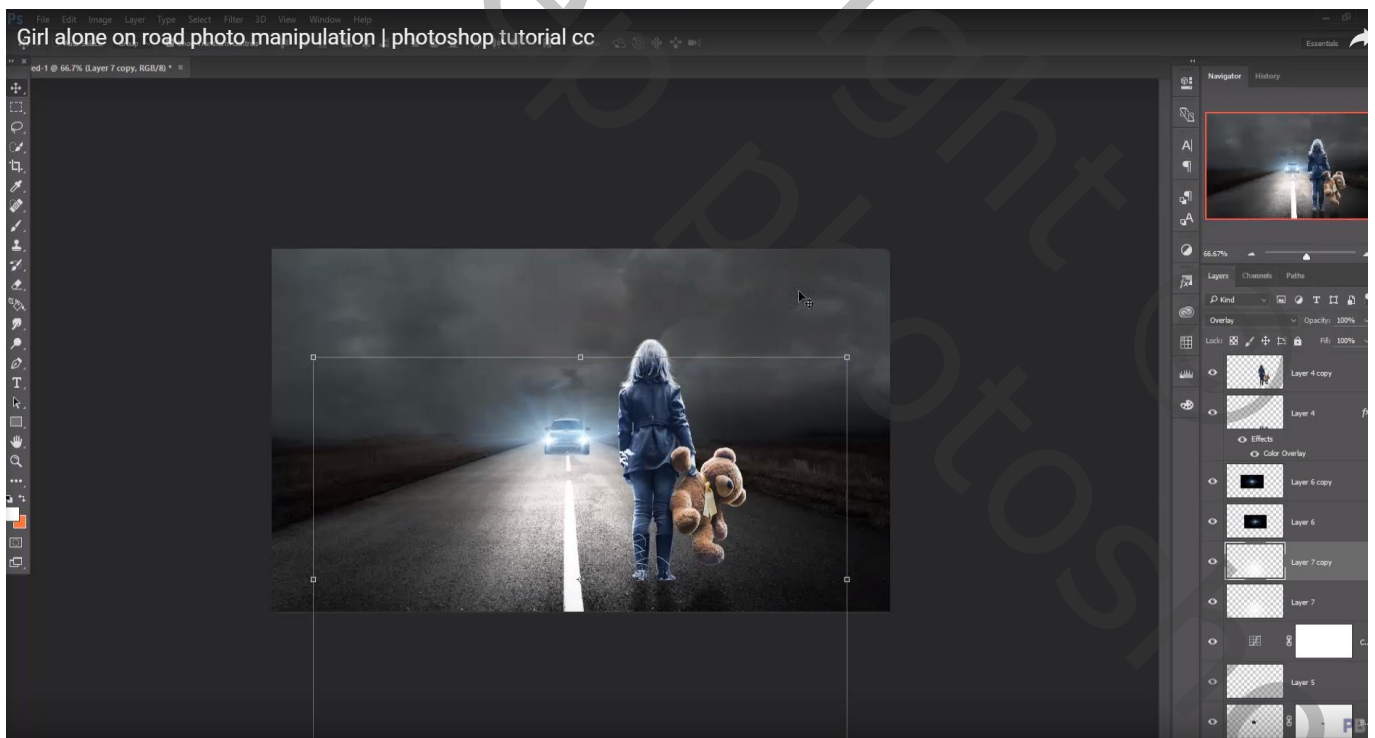 Ps File Edit Image Layer Type Select Filter 3D View Window Help
Girl alone on road photo manipulation | photoshop tutorial cc
Essentials
ed-1 @ 66.7% (Layer 7 copy, RGB/8) *
Navigator History
66.67%
Layers Channels Paths
Kind
Overlay Opacity: 100%
Lock: Fill: 100%
Layer 4 copy
Layer 4 fx
Effects
Color Overlay
Layer 6 copy
Layer 6
Layer 7 copy
Layer 7
C...
Layer 5